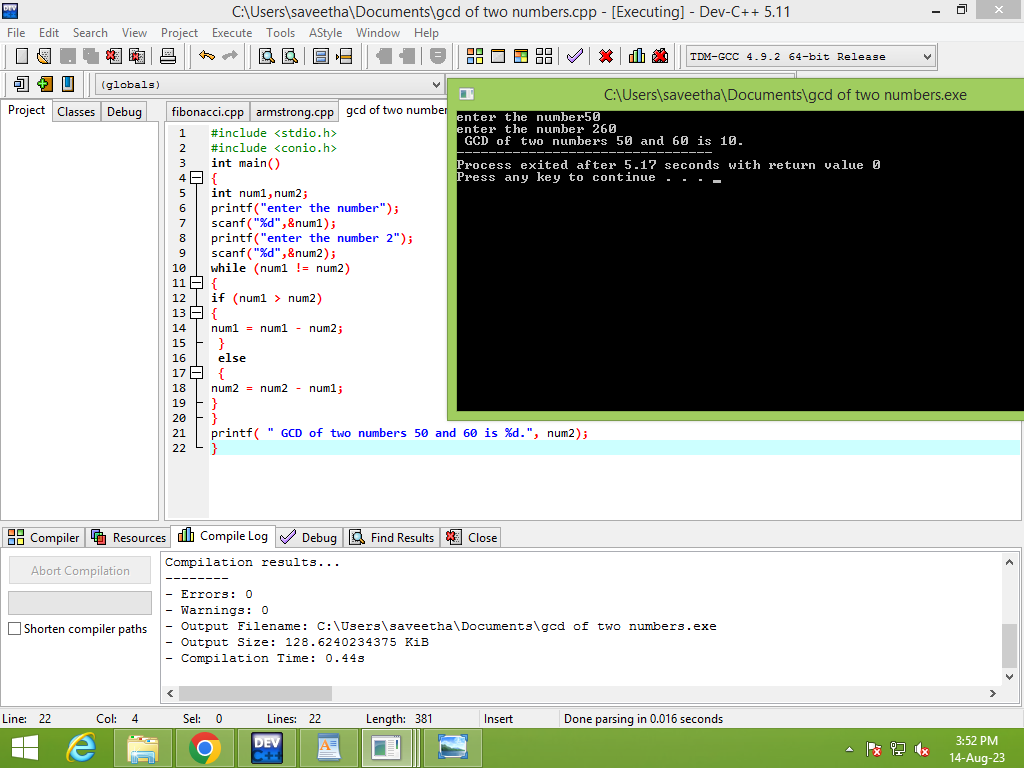 C:\Users\saveetha\Documents\gcd of two numbers.cpp - [Executing] - Dev-C++ 5.11
File Edit Search View Project Execute Tools AStyle Window Help
TDM-GCC 4.9.2 64-bit Release
(globals)
Project Classes Debug
fibonacci.cpp armstrong.cpp gcd of two number
1 #include <stdio.h>
2 #include <conio.h>
3 int main()
4 {
5 int num1,num2;
6 printf("enter the number");
7 scanf("%d",&num1);
8 printf("enter the number 2");
9 scanf("%d",&num2);
10 while (num1 != num2)
11 {
12 if (num1 > num2)
13 {
14 num1 = num1 - num2;
15 }
16 else
17 {
18 num2 = num2 - num1;
19 }
20 }
21 printf( " GCD of two numbers 50 and 60 is %d.", num2);
22 }
C:\Users\saveetha\Documents\gcd of two numbers.exe
enter the number50
enter the number 260
GCD of two numbers 50 and 60 is 10.
--------------------------------
Process exited after 5.17 seconds with return value 0
Press any key to continue . . . _
Compiler Resources Compile Log Debug Find Results Close
Abort Compilation
Shorten compiler paths
Compilation results...
--------
- Errors: 0
- Warnings: 0
- Output Filename: C:\Users\saveetha\Documents\gcd of two numbers.exe
- Output Size: 128.6240234375 KiB
- Compilation Time: 0.44s
Line: 22 Col: 4 Sel: 0 Lines: 22 Length: 381 Insert Done parsing in 0.016 seconds
DEV
C++
3:52 PM
14-Aug-23